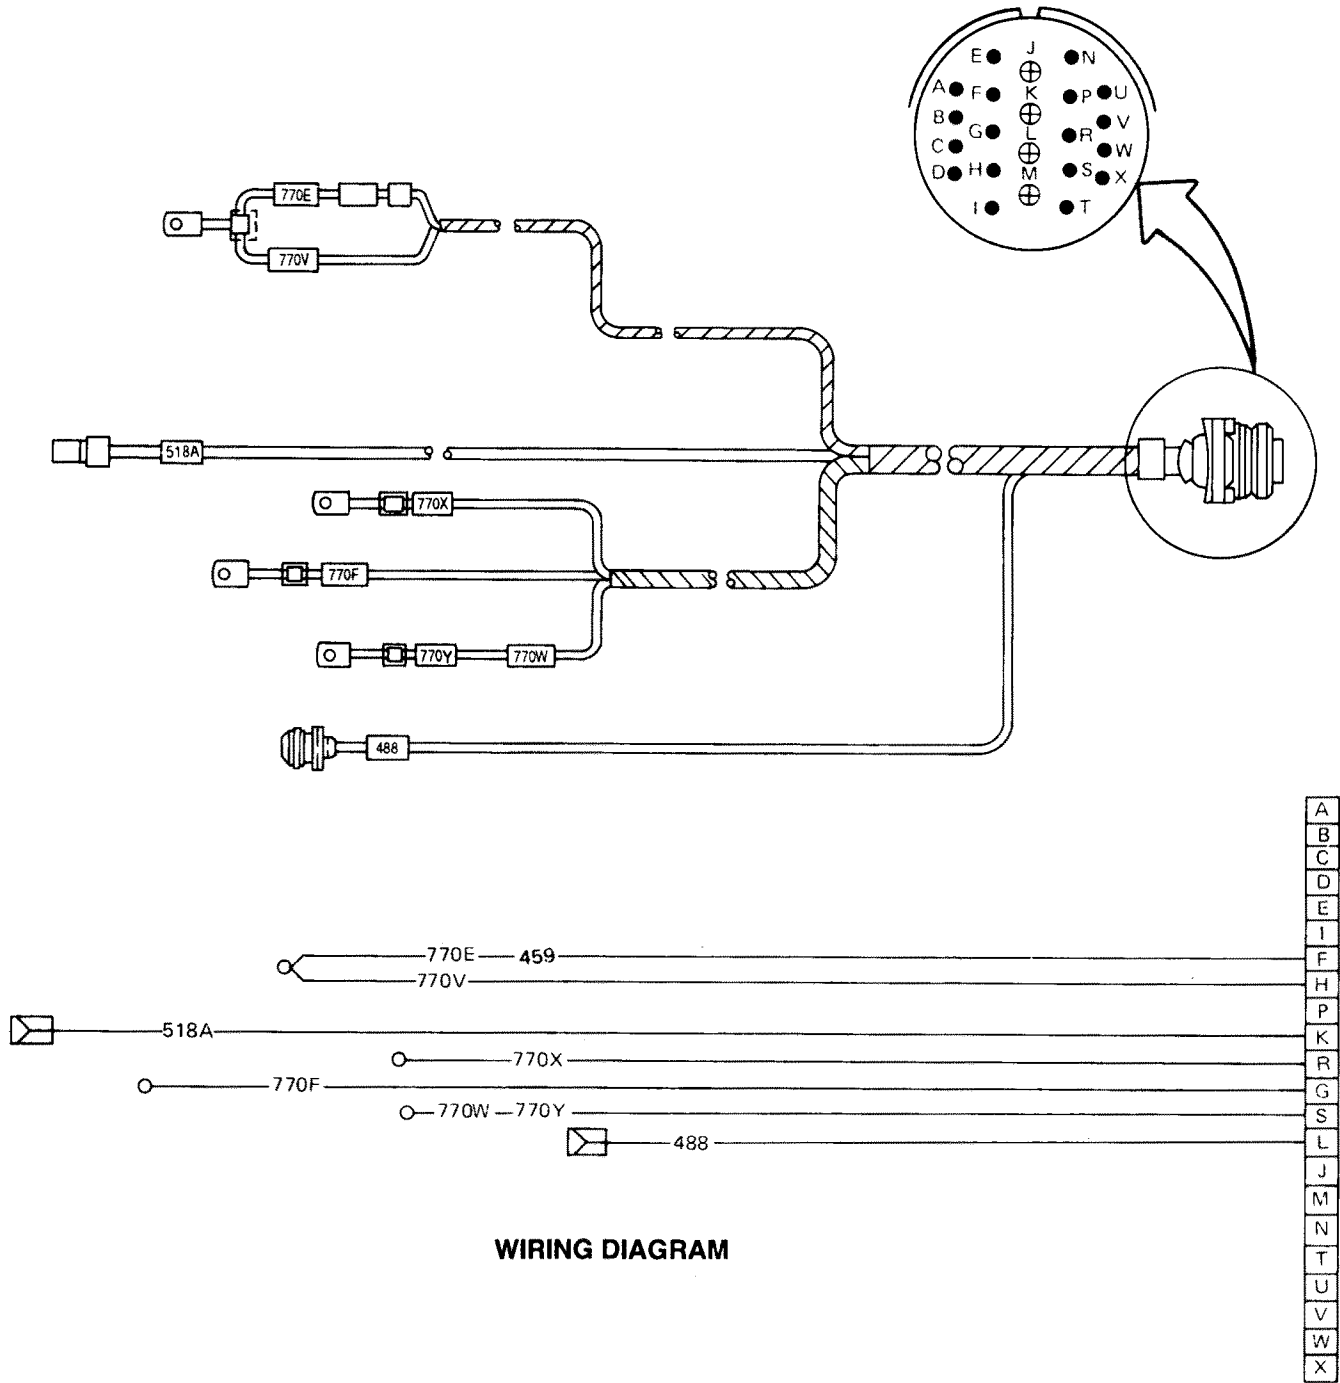 E J N
A F K P U
B G L R V
C H M S W
D I T X
770E
770V
518A
770X
770F
770Y 770W
488
A
B
C
D
E
I
770E 459 F
770V H
P
518A K
770X R
770F G
770W 770Y S
488 L
J
M
N
T
U
V
W
X
WIRING DIAGRAM